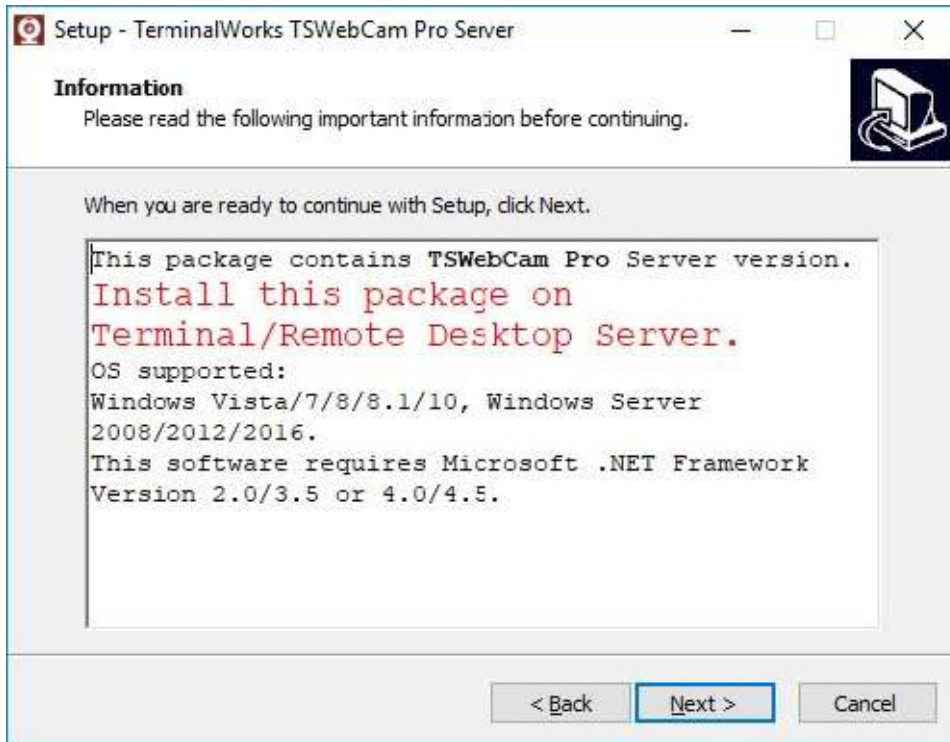 Setup - TerminalWorks TSWebCam Pro Server
Information
Please read the following important information before continuing.
When you are ready to continue with Setup, click Next.
This package contains TSWebCam Pro Server version.
Install this package on
Terminal/Remote Desktop Server.
OS supported:
Windows Vista/7/8/8.1/10, Windows Server
2008/2012/2016.
This software requires Microsoft .NET Framework
Version 2.0/3.5 or 4.0/4.5.
< Back Next > Cancel